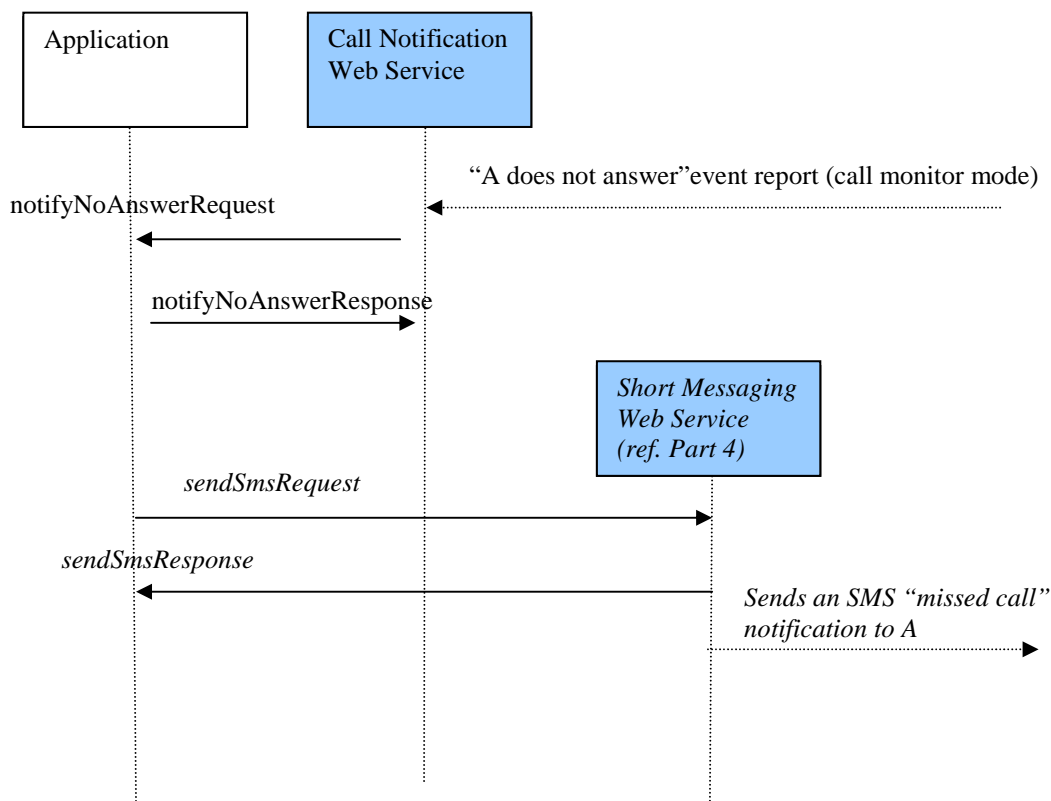 Application
Call Notification
Web Service
“A does not answer”event report (call monitor mode)
notifyNoAnswerRequest
notifyNoAnswerResponse
Short Messaging
Web Service
(ref. Part 4)
sendSmsRequest
sendSmsResponse
Sends an SMS “missed call”
notification to A